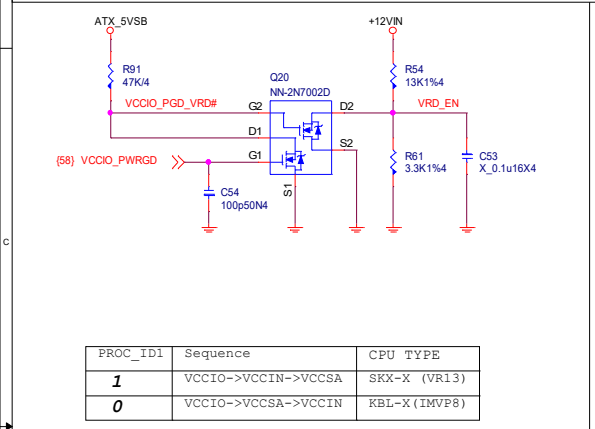 ATX_5VSB
+12VIN
R91
47K/4
Q20
NN-2N7002D
R54
13K1%4
VCCIO_PGD_VRD#
G2
D2
VRD_EN
D1
S2
{58} VCCIO_PWRGD
G1
R61
3.3K1%4
C53
X_0.1u16X4
S1
C54
100p50N4
C
PROC_ID1 Sequence CPU TYPE
1 VCCIO->VCCIN->VCCSA SKX-X (VR13)
0 VCCIO->VCCSA->VCCIN KBL-X(IMVP8)